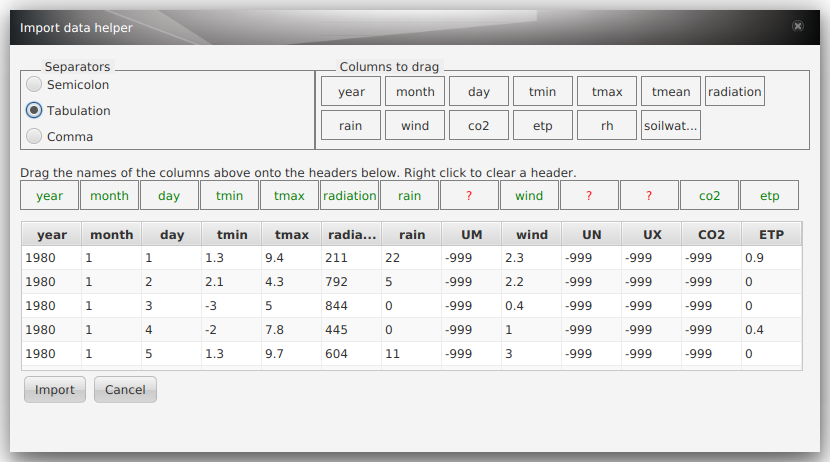 Import data helper
Separators
Columns to drag
Semicolon
Tabulation
Comma
year month day tmin tmax tmean radiation
rain wind co2 etp rh soilwat...
Drag the names of the columns above onto the headers below. Right click to clear a header.
year month day tmin tmax radiation rain ? wind ? ? co2 etp
year month day tmin tmax radia... rain UM wind UN UX CO2 ETP
1980 1 1 1.3 9.4 211 22 -999 2.3 -999 -999 -999 0.9
1980 1 2 2.1 4.3 792 5 -999 2.2 -999 -999 -999 0
1980 1 3 -3 5 844 0 -999 0.4 -999 -999 -999 0
1980 1 4 -2 7.8 445 0 -999 1 -999 -999 -999 0.4
1980 1 5 1.3 9.7 604 11 -999 3 -999 -999 -999 0
Import Cancel